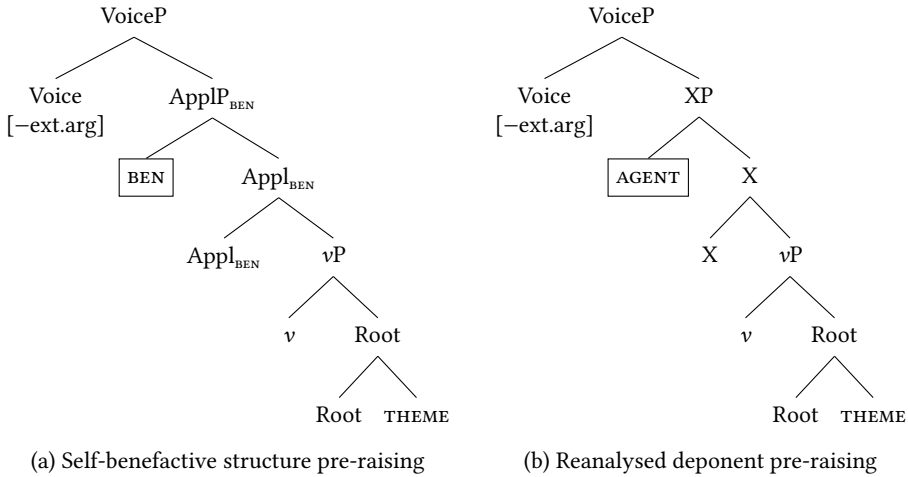 VoiceP
Voice
[−ext.arg]
ApplP_BEN
BEN
Appl_BEN
Appl_BEN
vP
v
Root
Root
THEME
(a) Self-benefactive structure pre-raising
VoiceP
Voice
[−ext.arg]
XP
AGENT
X
X
vP
v
Root
Root
THEME
(b) Reanalysed deponent pre-raising